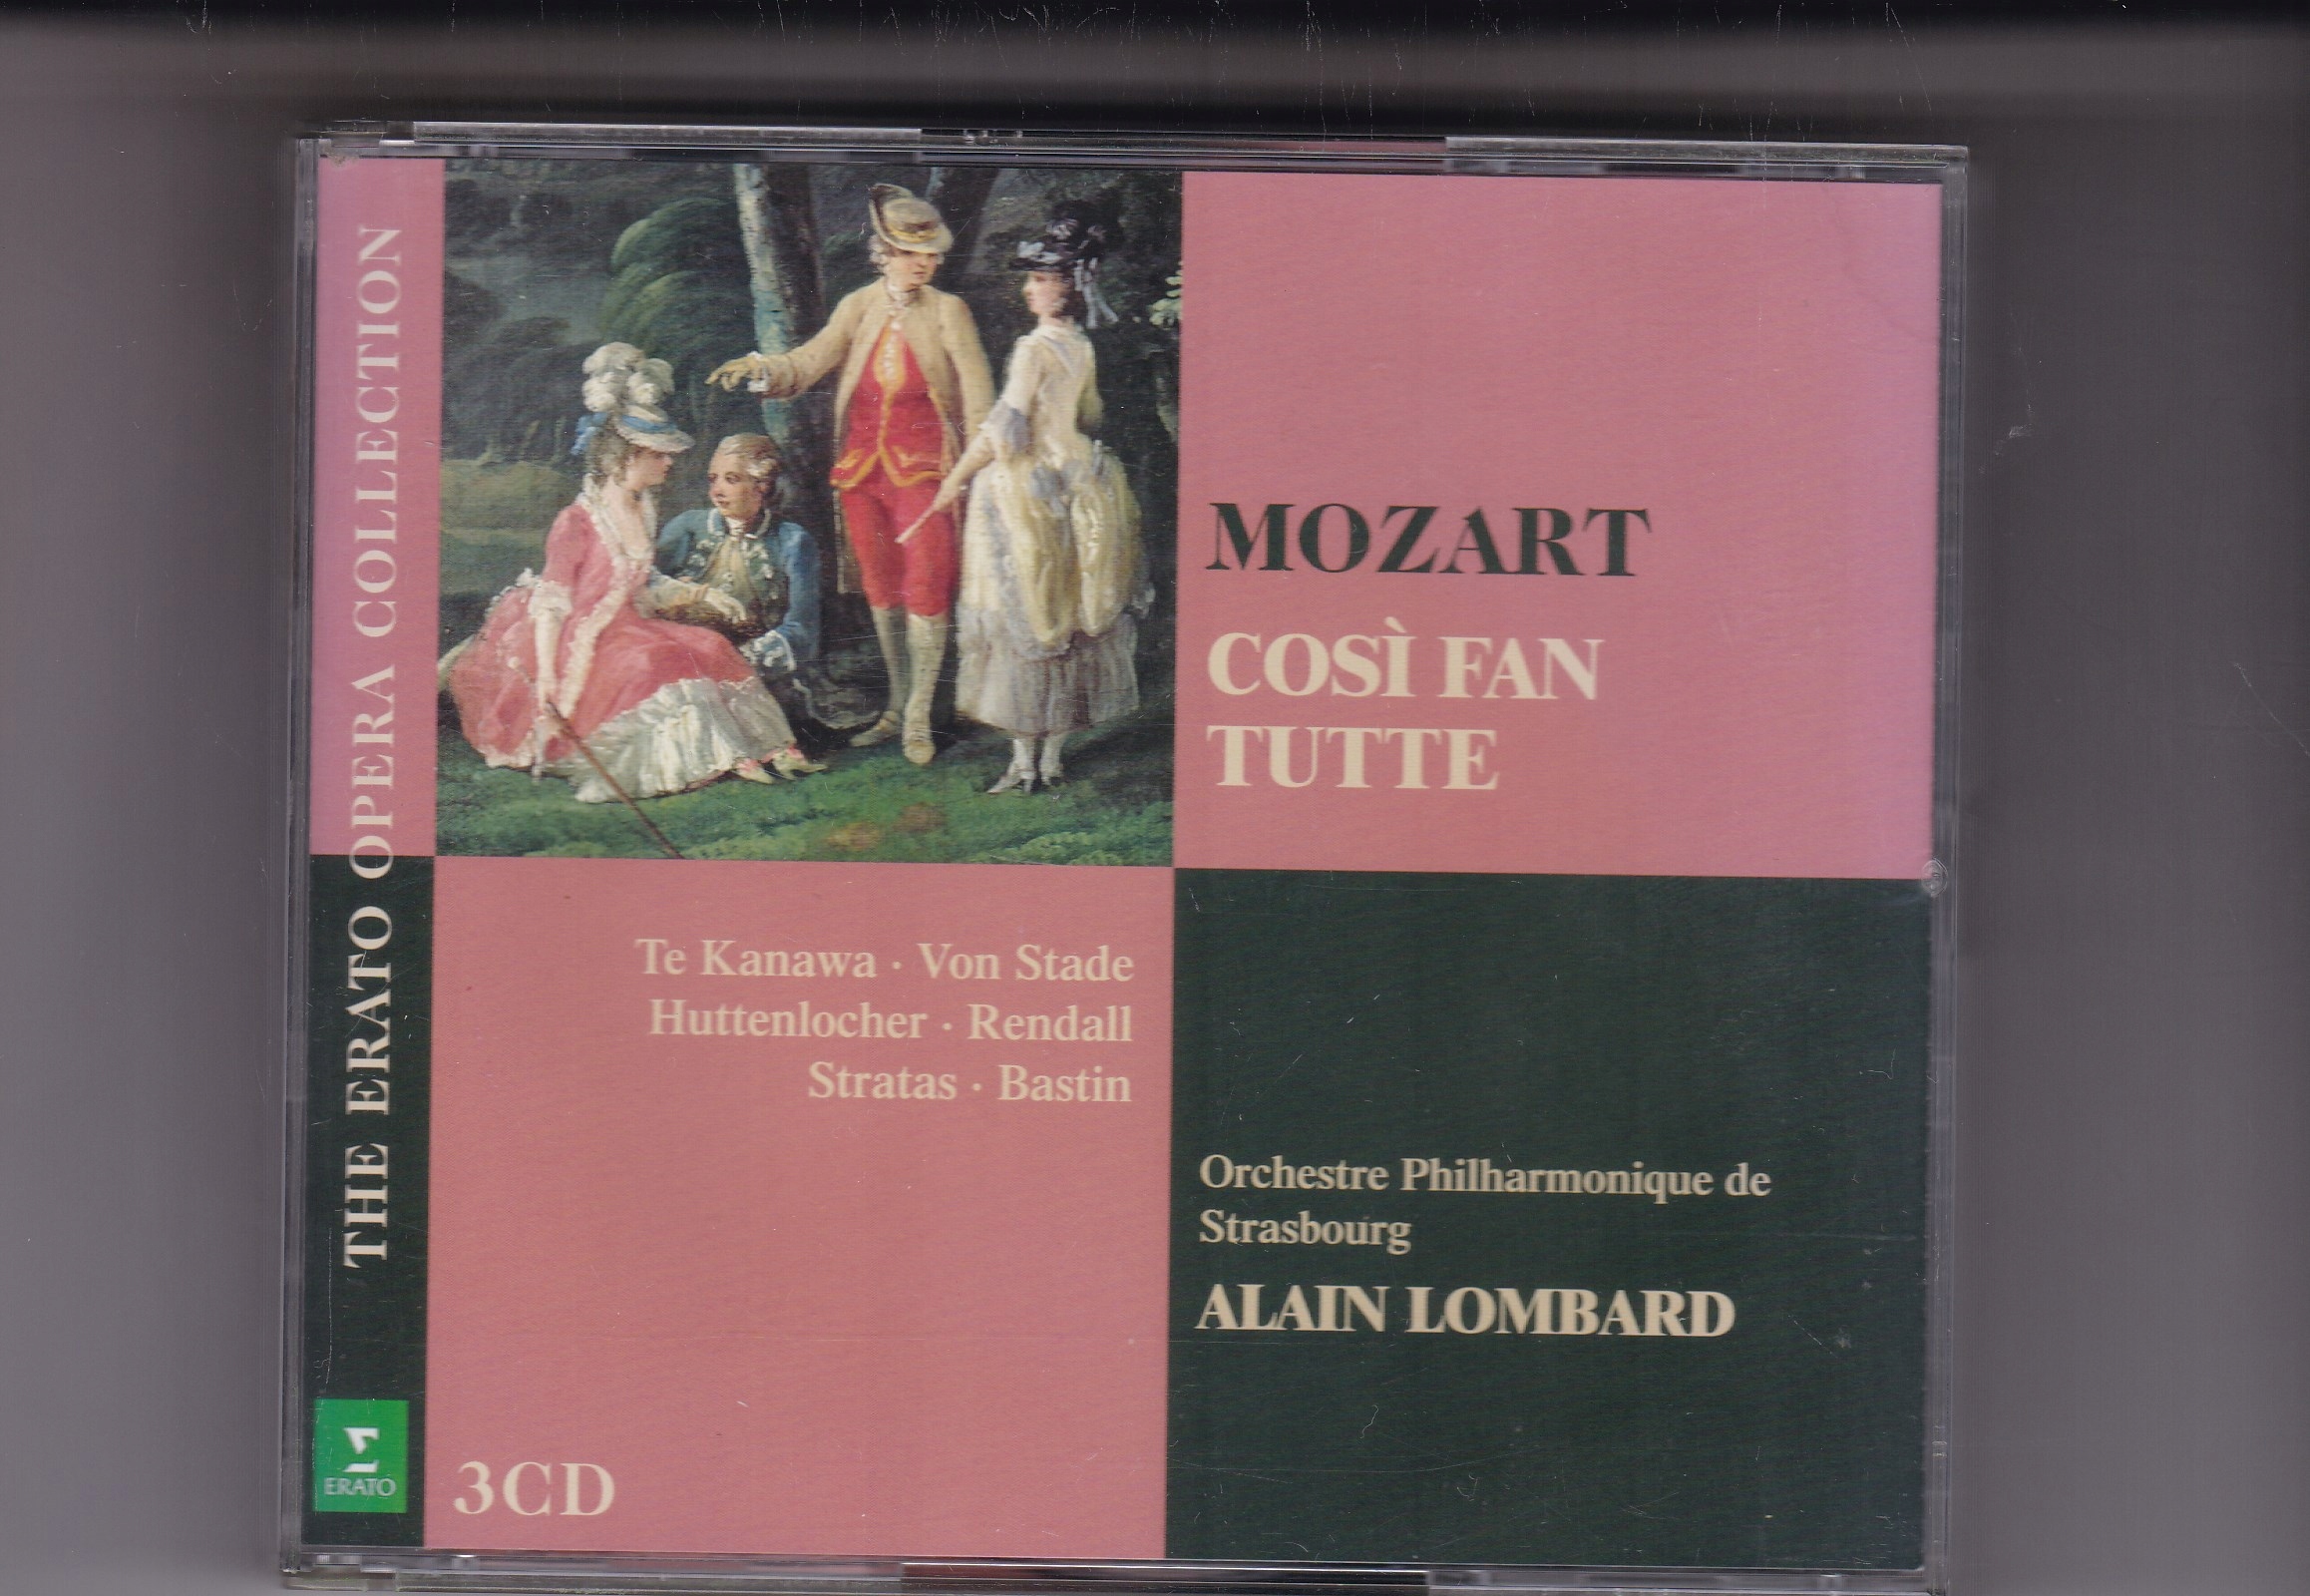 THE ERATO OPERA COLLECTION
MOZART
COSÌ FAN
TUTTE
Te Kanawa · Von Stade
Huttenlocher · Rendall
Stratas · Bastin
Orchestre Philharmonique de
Strasbourg
ALAIN LOMBARD
ERATO
3CD